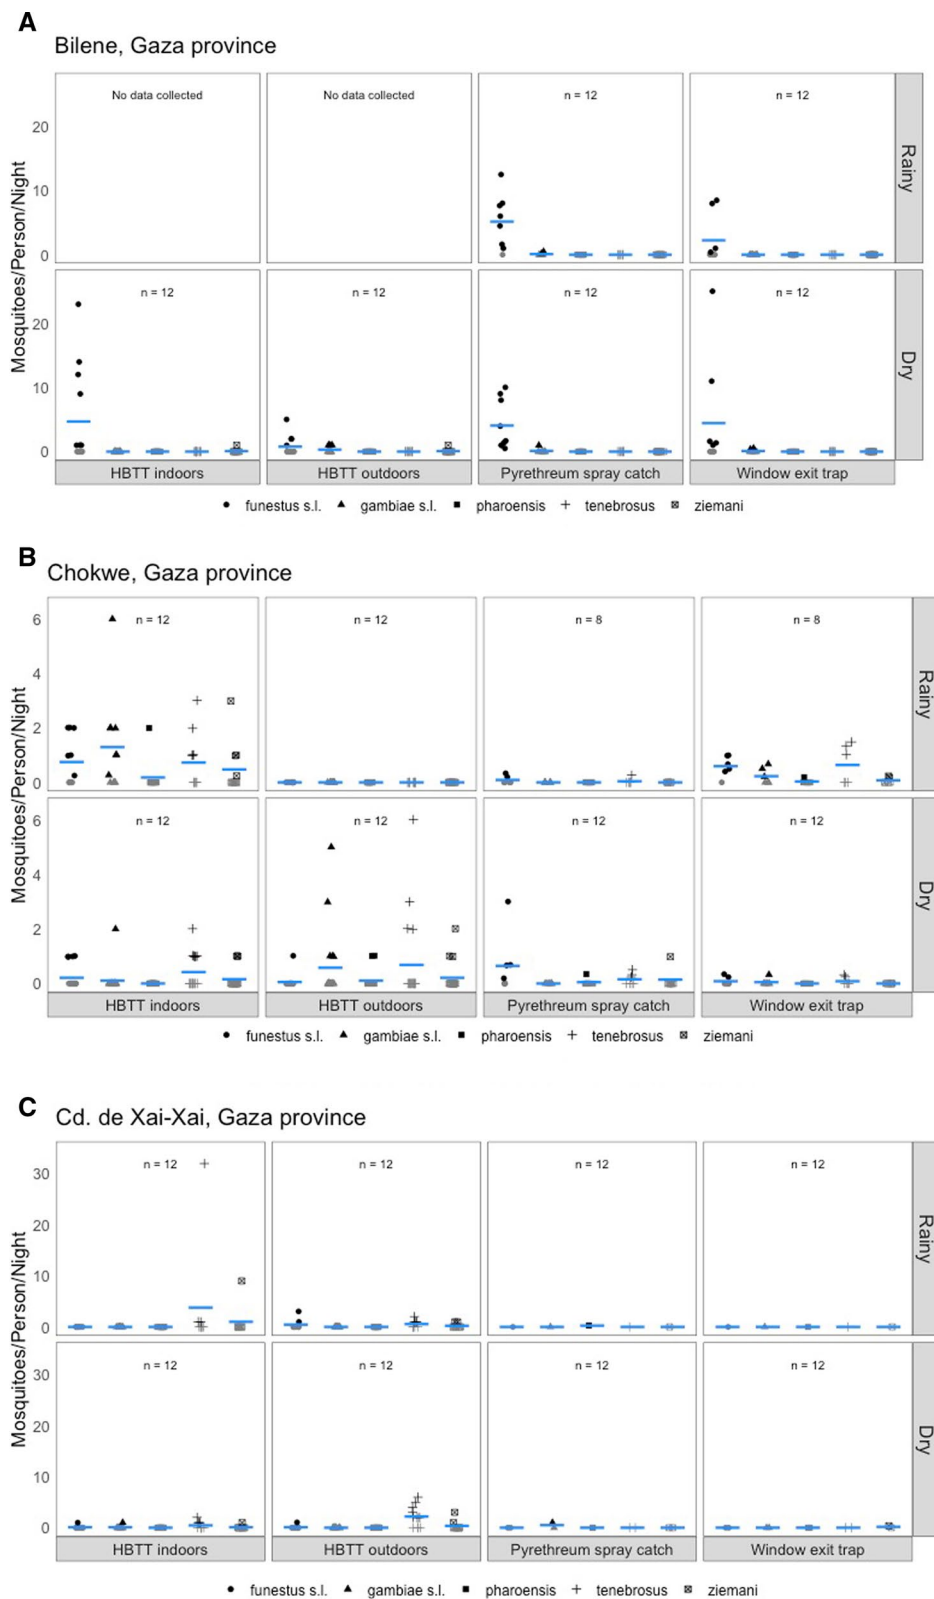 A
Bilene, Gaza province
No data collected
No data collected
n = 12
n = 12
20
10
0
Rainy
n = 12
n = 12
n = 12
n = 12
20
10
0
Dry
Mosquitoes/Person/Night
HBTT indoors
HBTT outdoors
Pyrethreum spray catch
Window exit trap
funestus s.l. gambiae s.l. pharoensis tenebrosus ziemani
B
Chokwe, Gaza province
n = 12
n = 12
n = 8
n = 8
6
4
2
0
Rainy
n = 12
n = 12
n = 12
n = 12
6
4
2
0
Dry
Mosquitoes/Person/Night
HBTT indoors
HBTT outdoors
Pyrethreum spray catch
Window exit trap
funestus s.l. gambiae s.l. pharoensis tenebrosus ziemani
C
Cd. de Xai-Xai, Gaza province
n = 12
n = 12
n = 12
n = 12
30
20
10
0
Rainy
n = 12
n = 12
n = 12
n = 12
30
20
10
0
Dry
Mosquitoes/Person/Night
HBTT indoors
HBTT outdoors
Pyrethreum spray catch
Window exit trap
funestus s.l. gambiae s.l. pharoensis tenebrosus ziemani